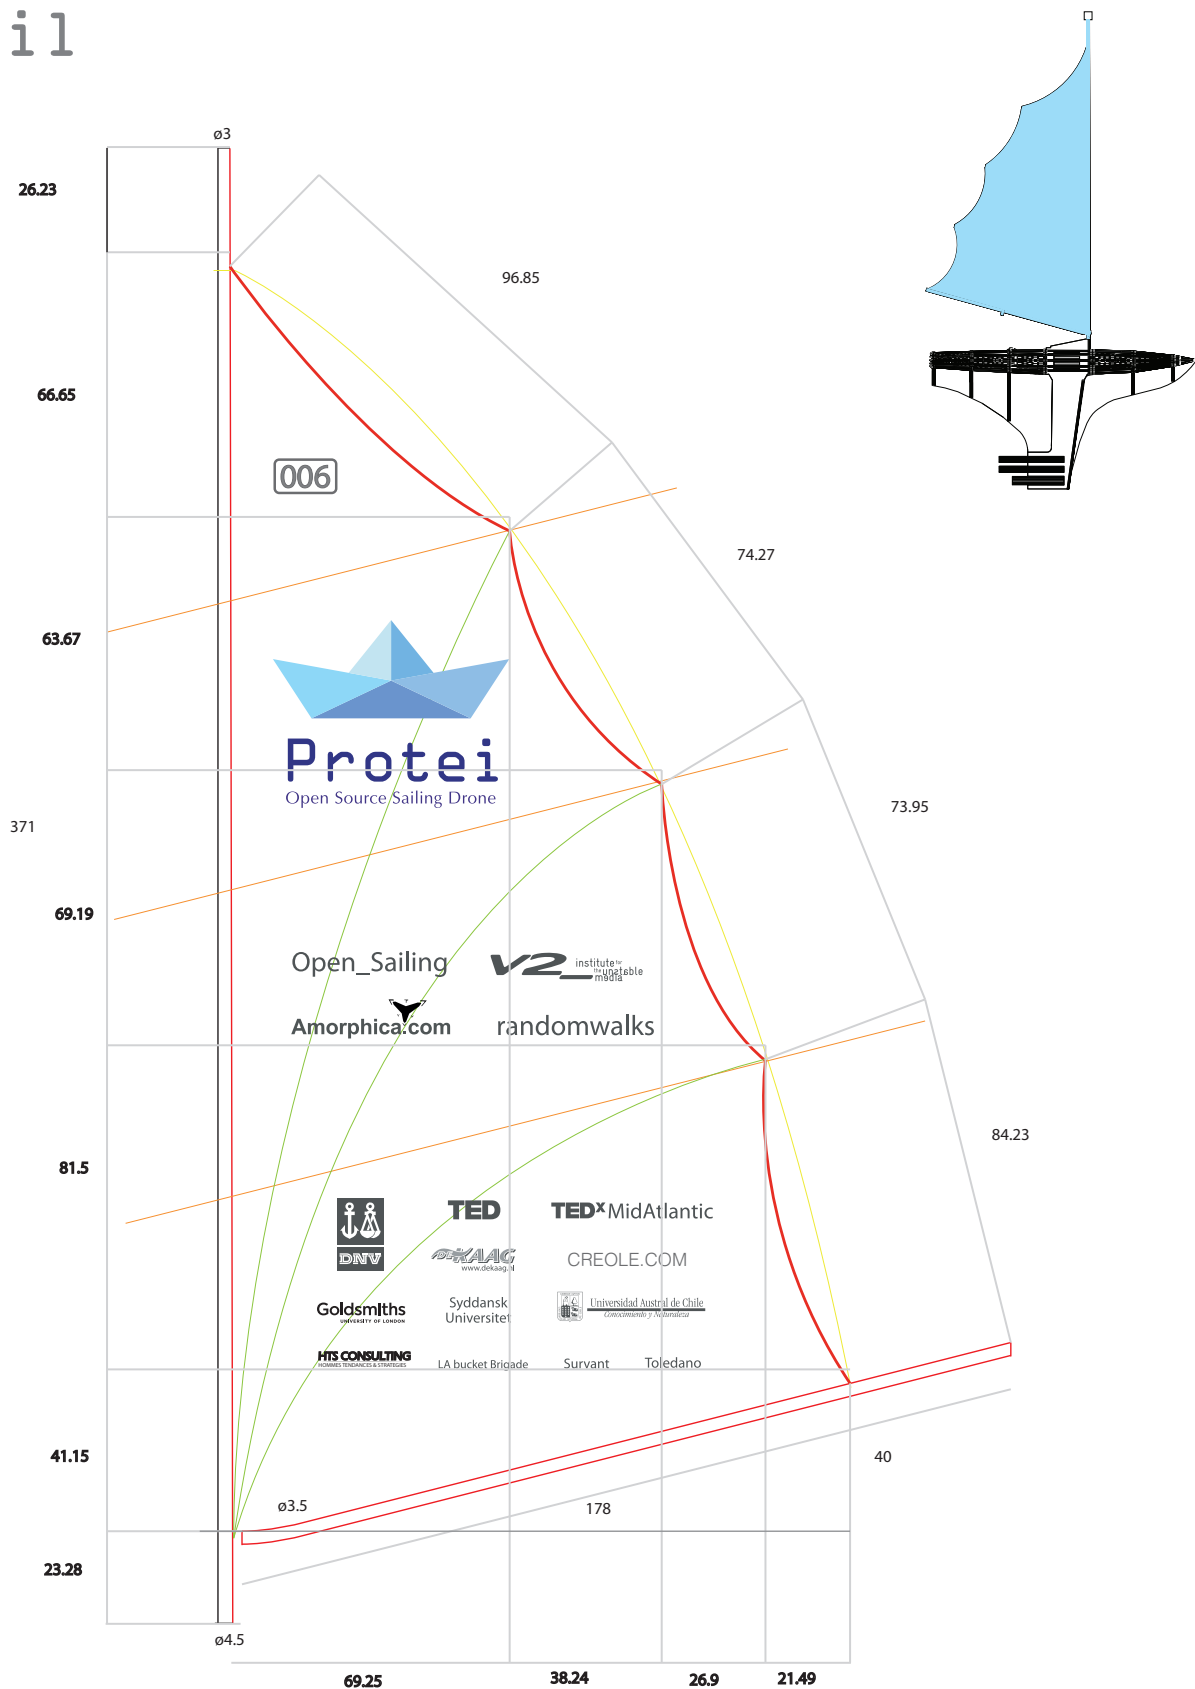 il
ø3
26.23
96.85
66.65
006
74.27
63.67
Protei
Open Source Sailing Drone
73.95
371
69.19
Open_Sailing
V2_ institute for the unstable media
Amorphica.com
randomwalks
84.23
81.5
TED
TEDx MidAtlantic
DNV
DEKAAG
www.dekaag.nl
CREOLE.COM
Goldsmiths
UNIVERSITY OF LONDON
Syddansk
Universitet
Universidad Austral de Chile
Conocimiento y Naturaleza
HTS CONSULTING
HOMMES TENDANCES & STRATEGIES
LA bucket Brigade
Survant
Toledano
41.15
40
ø3.5
178
23.28
ø4.5
69.25
38.24
26.9
21.49